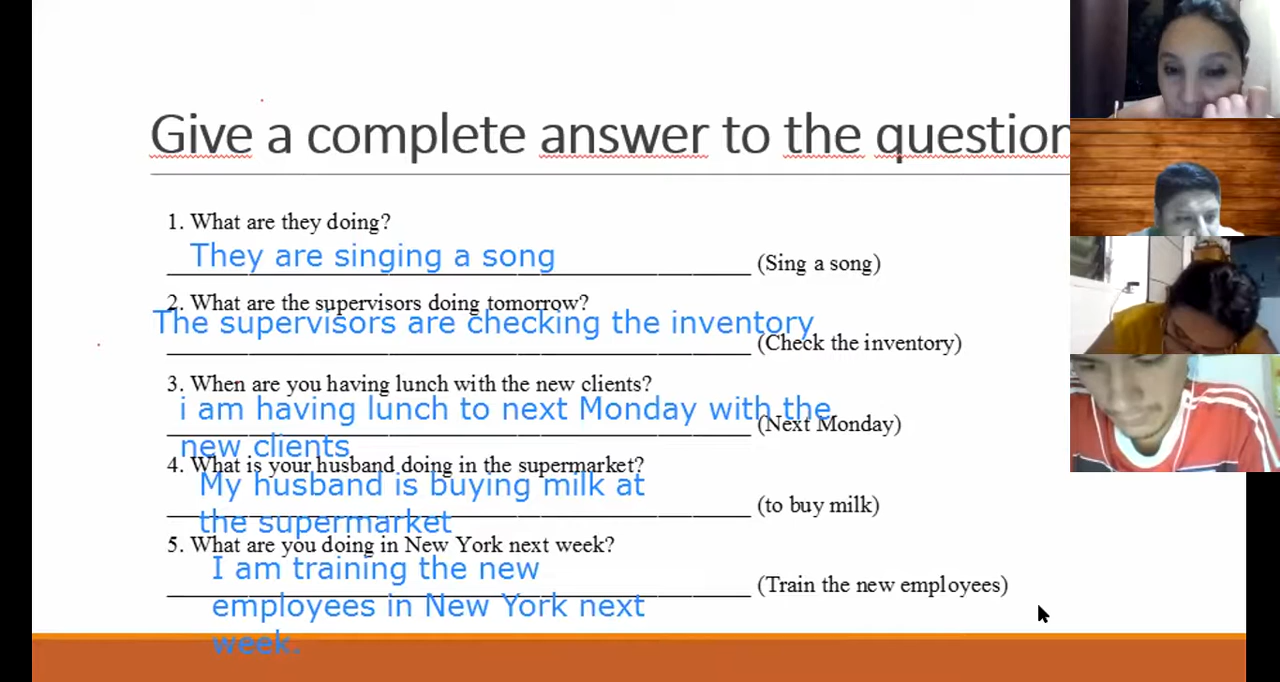 Give a complete answer to the question
1. What are they doing?
They are singing a song
(Sing a song)
2. What are the supervisors doing tomorrow?
The supervisors are checking the inventory
(Check the inventory)
3. When are you having lunch with the new clients?
i am having lunch to next Monday with the
(Next Monday)
new clients
4. What is your husband doing in the supermarket?
My husband is buying milk at
(to buy milk)
the supermarket
5. What are you doing in New York next week?
I am training the new
(Train the new employees)
employees in New York next
week.